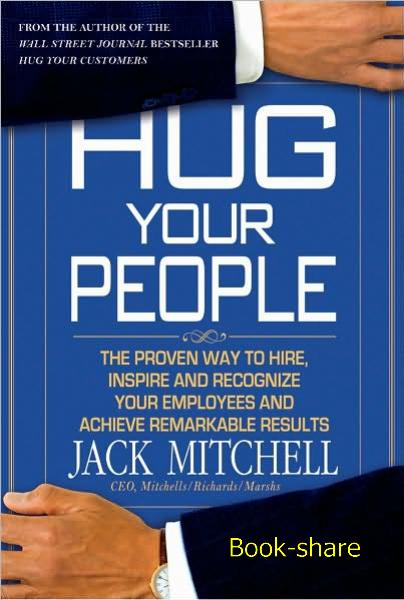 FROM THE AUTHOR OF THE
WALL STREET JOURNAL BESTSELLER
HUG YOUR CUSTOMERS
HUG
YOUR
PEOPLE
THE PROVEN WAY TO HIRE,
INSPIRE AND RECOGNIZE
YOUR EMPLOYEES AND
ACHIEVE REMARKABLE RESULTS
JACK MITCHELL
CEO, Mitchells/Richards/Marshs
Book-share